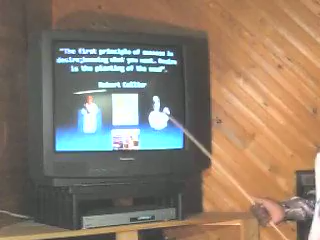 "The first principle of success is
desire,knowing what you want. Desire
is the planting of the seed".
Robert Collier